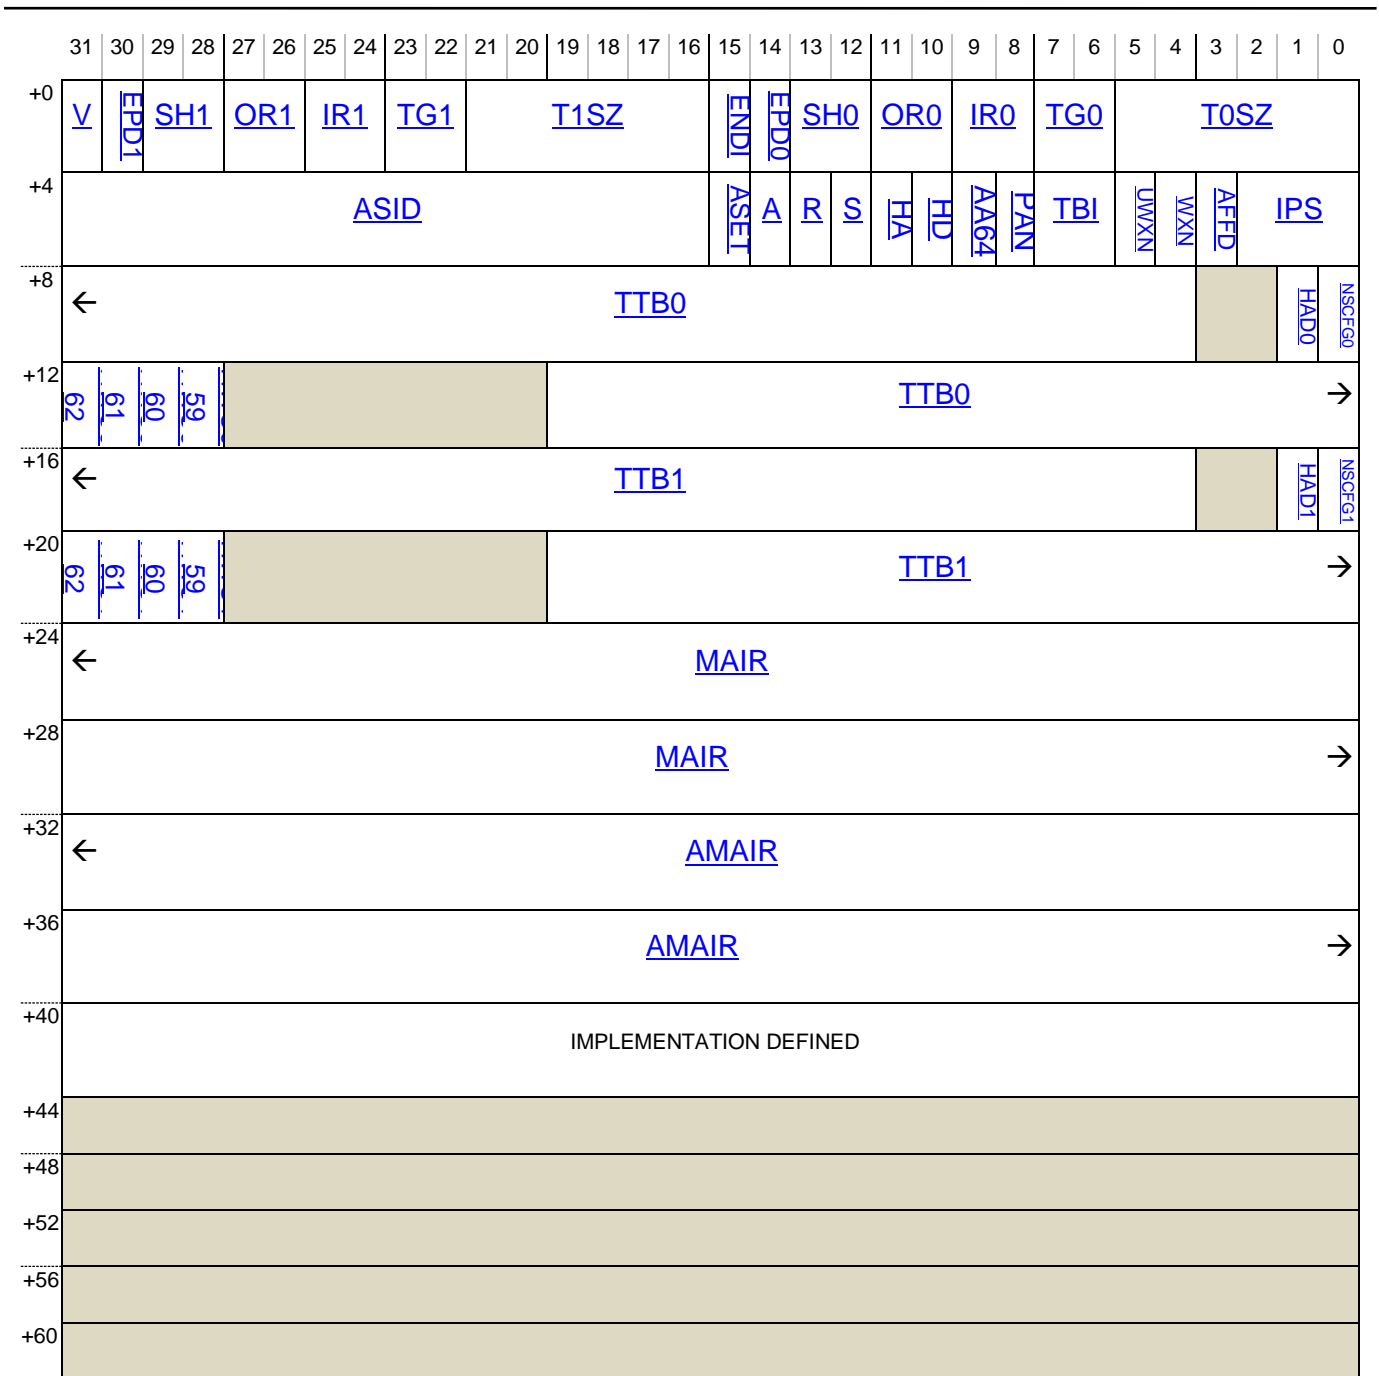 31 30 29 28 27 26 25 24 23 22 21 20 19 18 17 16 15 14 13 12 11 10 9 8 7 6 5 4 3 2 1 0
+0 V EPD1 SH1 OR1 IR1 TG1 T1SZ ENDI EPD0 SH0 OR0 IR0 TG0 T0SZ
+4 ASID ASET A R S HA HD AA64 PAN TBI UWXN WXN AFFD IPS
+8 ← TTB0 HAD0 NSCFG0
+12 62 61 60 59 TTB0 →
+16 ← TTB1 HAD1 NSCFG1
+20 62 61 60 59 TTB1 →
+24 ← MAIR
+28 MAIR →
+32 ← AMAIR
+36 AMAIR →
+40 IMPLEMENTATION DEFINED
+44
+48
+52
+56
+60